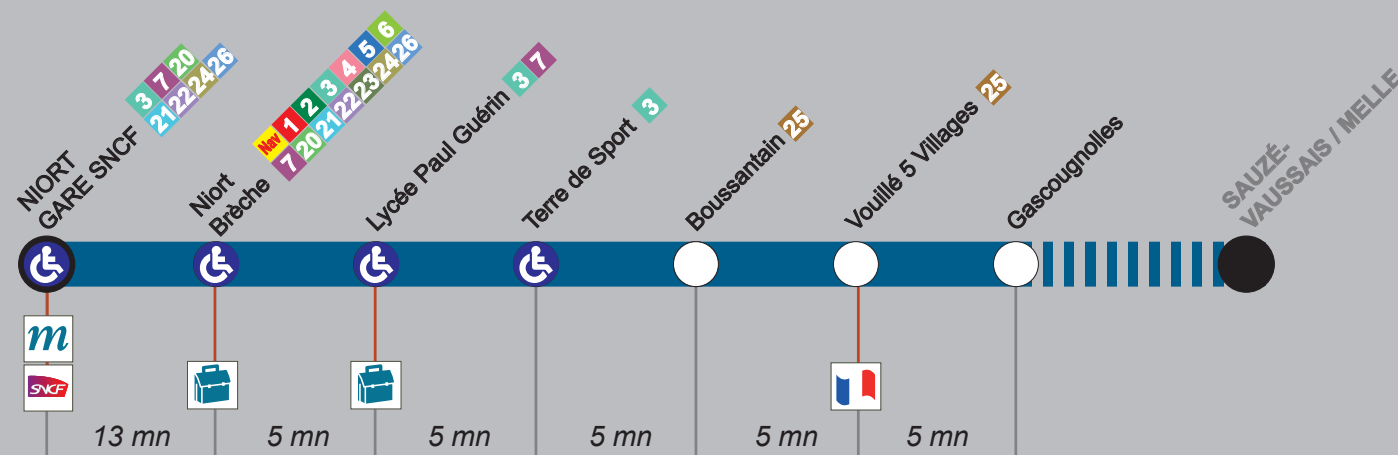 NIORT
GARE SNCF
3 7 20
21 22 24 26
Niort
Brèche
Nav 1 2 3 4 5 6
7 20 21 22 23 24 26
Lycée Paul Guérin 3 7
Terre de Sport 3
Boussantain 25
Vouillé 5 Villages 25
Gascougnolles
SAUZÉ-
VAUSSAIS / MELLE
m
SNCF
13 mn
5 mn
5 mn
5 mn
5 mn
5 mn